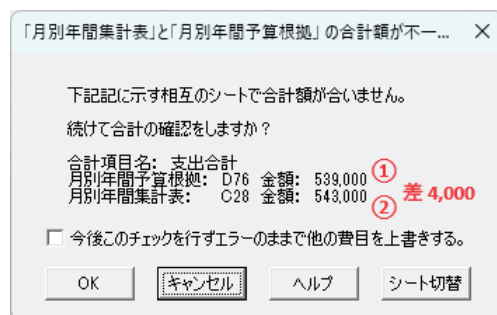 「月別年間集計表」と「月別年間予算根拠」の合計額が不一...
下記記に示す相互のシートで合計額が合いません。
続けて合計の確認をしますか？
合計項目名: 支出合計
月別年間予算根拠: D76 金額: 539,000 ①
月別年間集計表: C28 金額: 543,000 ②
差 4,000
今後このチェックを行ずエラーのままで他の費目を上書きする。
OK キャンセル ヘルプ シート切替